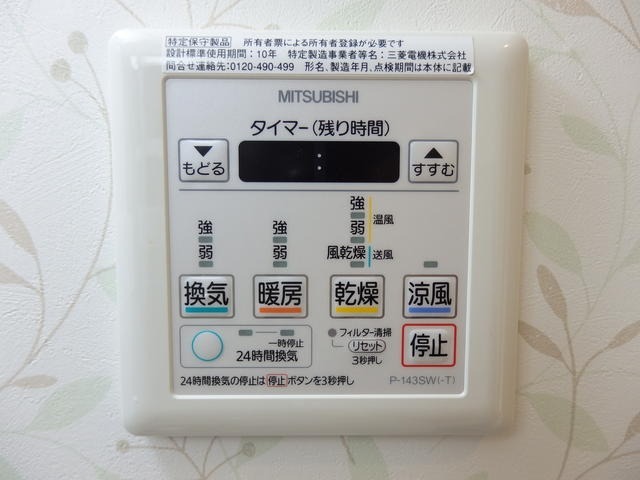 特定保守製品 所有者票による所有者登録が必要です
設計標準使用期間：10年 特定製造事業者等名：三菱電機株式会社
問合せ連絡先：0120-490-499 形名、製造年月、点検期間は本体に記載
MITSUBISHI
タイマー(残り時間)
もどる
すすむ
強
温風
強 強 弱
弱 弱 風乾燥 送風
換気 暖房 乾燥 涼風
フィルター清掃
一時停止
リセット
停止
24時間換気
3秒押し
24時間換気の停止は 停止 ボタンを3秒押し
P-143SW(-T)